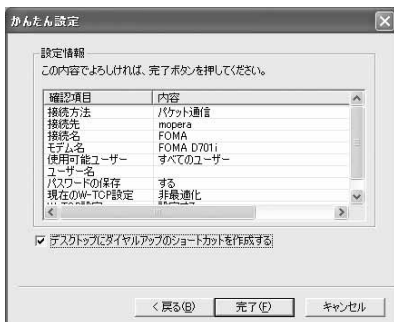 かんたん設定
設定情報
この内容でよろしければ、完了ボタンを押してください。
確認項目 内容
接続方法 パケット通信
接続先 mopera
接続名 FOMA
モデム名 FOMA D701i
使用可能ユーザー すべてのユーザー
ユーザー名
パスワードの保存 する
現在のW-TCP設定 非最適化
デスクトップにダイヤルアップのショートカットを作成する
< 戻る(B) 完了(F) キャンセル